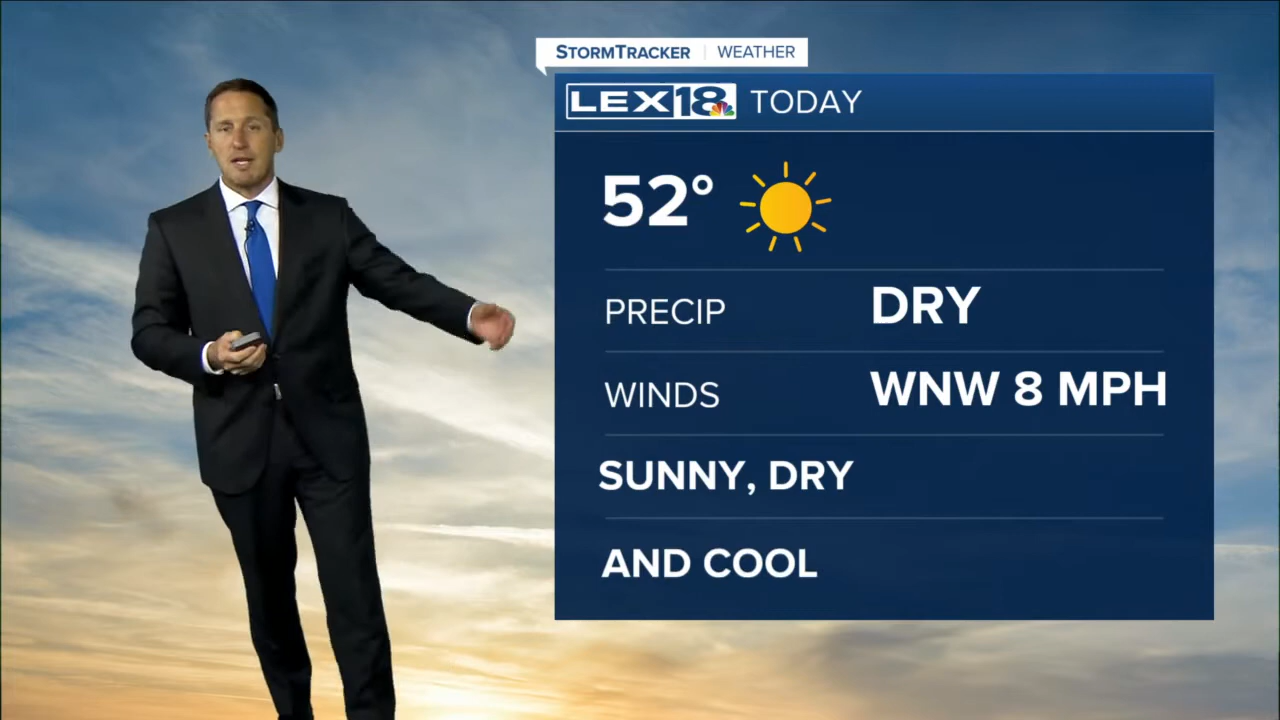 STORMTRACKER | WEATHER
LEX18 TODAY
52°
PRECIP DRY
WINDS WNW 8 MPH
SUNNY, DRY
AND COOL